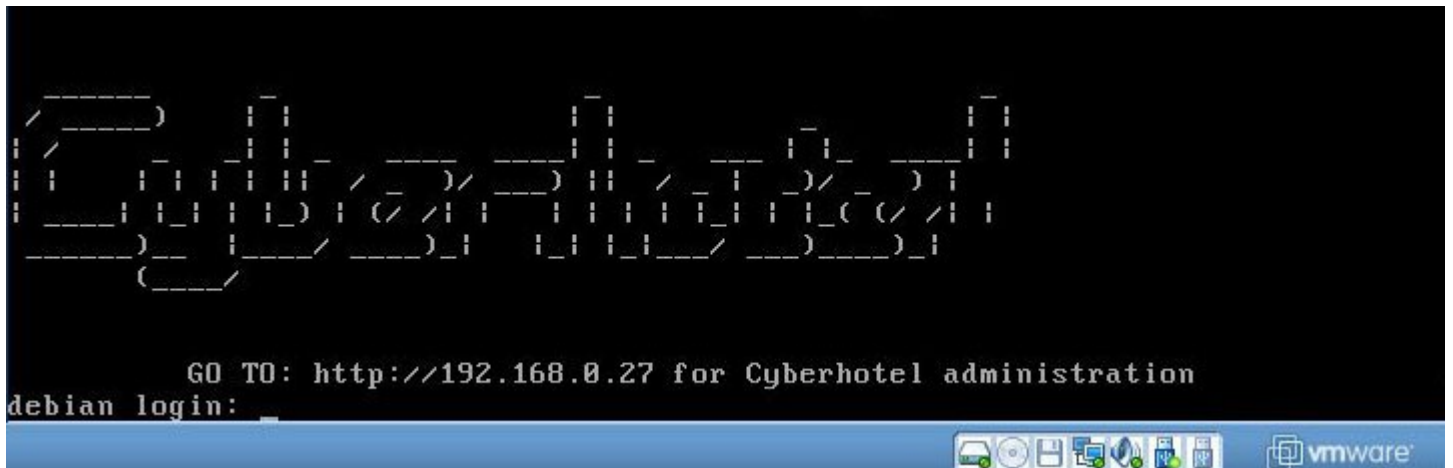 Cyberhotel
GO TO: http://192.168.0.27 for Cyberhotel administration
debian login: _
vmware